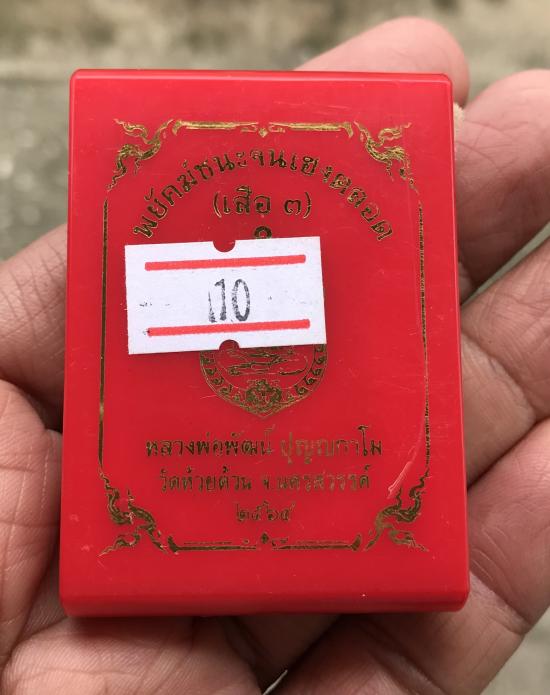 พยัคฆ์ชนะจนเฮงตลอด
(เสือ ๓)
10
หลวงพ่อพัฒน์ ปุญฺญกาโม
วัดห้วยด้วน จ.นครสวรรค์
๒๕๖๔